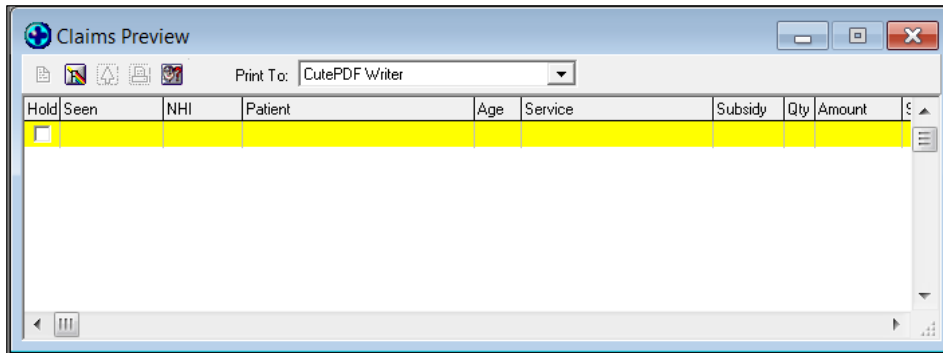 Claims Preview
Print To: CutePDF Writer
Hold Seen NHI Patient Age Service Subsidy Qty Amount